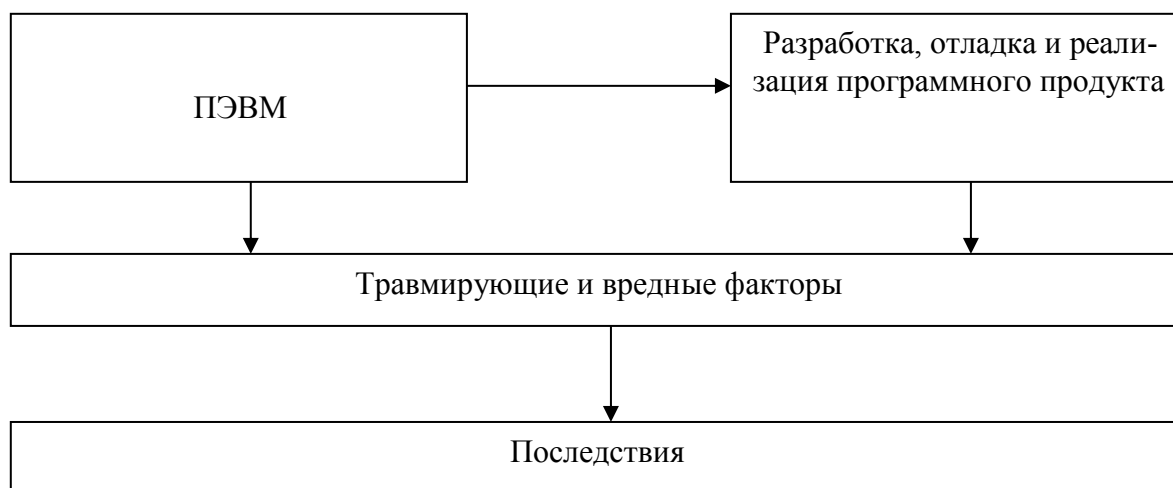 ПЭВМ
Разработка, отладка и реали-
зация программного продукта
Травмирующие и вредные факторы
Последствия